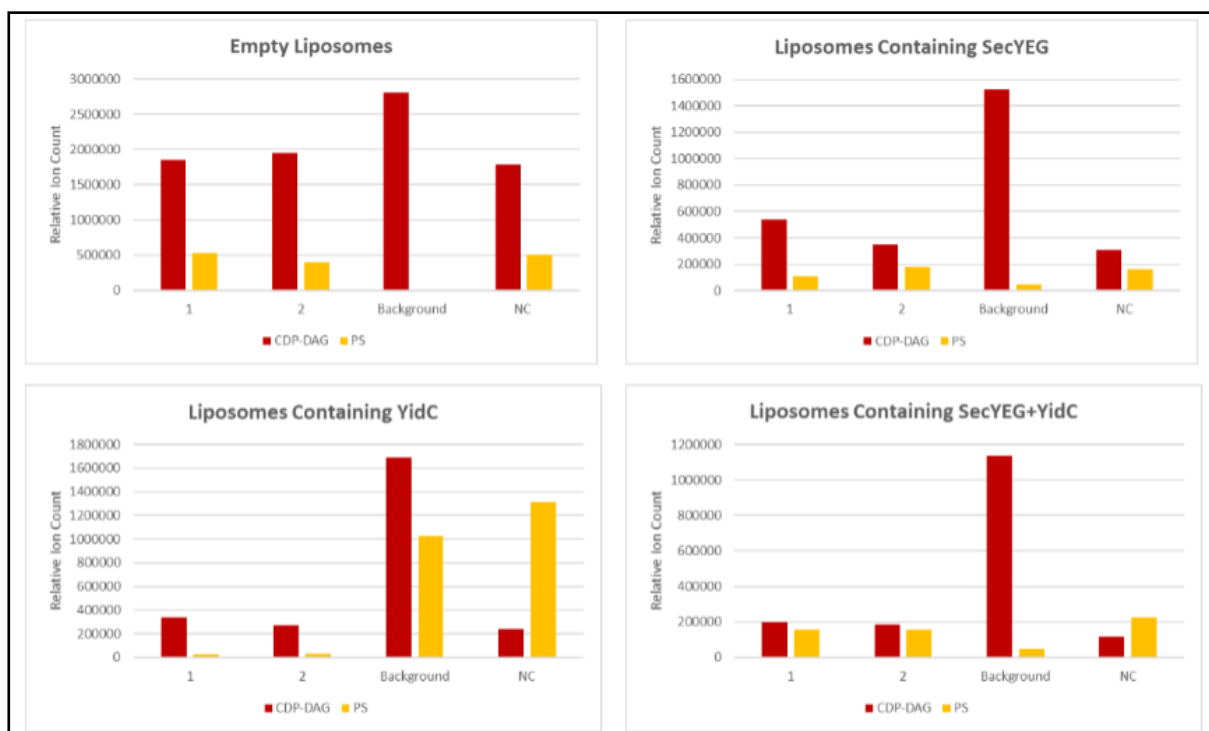 Empty Liposomes
Relative Ion Count
3000000
2500000
2000000
1500000
1000000
500000
0
1 2 Background NC
CDP-DAG PS
Liposomes Containing SecYEG
Relative Ion Count
1600000
1400000
1200000
1000000
800000
600000
400000
200000
0
1 2 Background NC
CDP-DAG PS
Liposomes Containing YidC
Relative Ion Count
1800000
1600000
1400000
1200000
1000000
800000
600000
400000
200000
0
1 2 Background NC
CDP-DAG PS
Liposomes Containing SecYEG+YidC
Relative Ion Count
1200000
1000000
800000
600000
400000
200000
0
1 2 Background NC
CDP-DAG PS